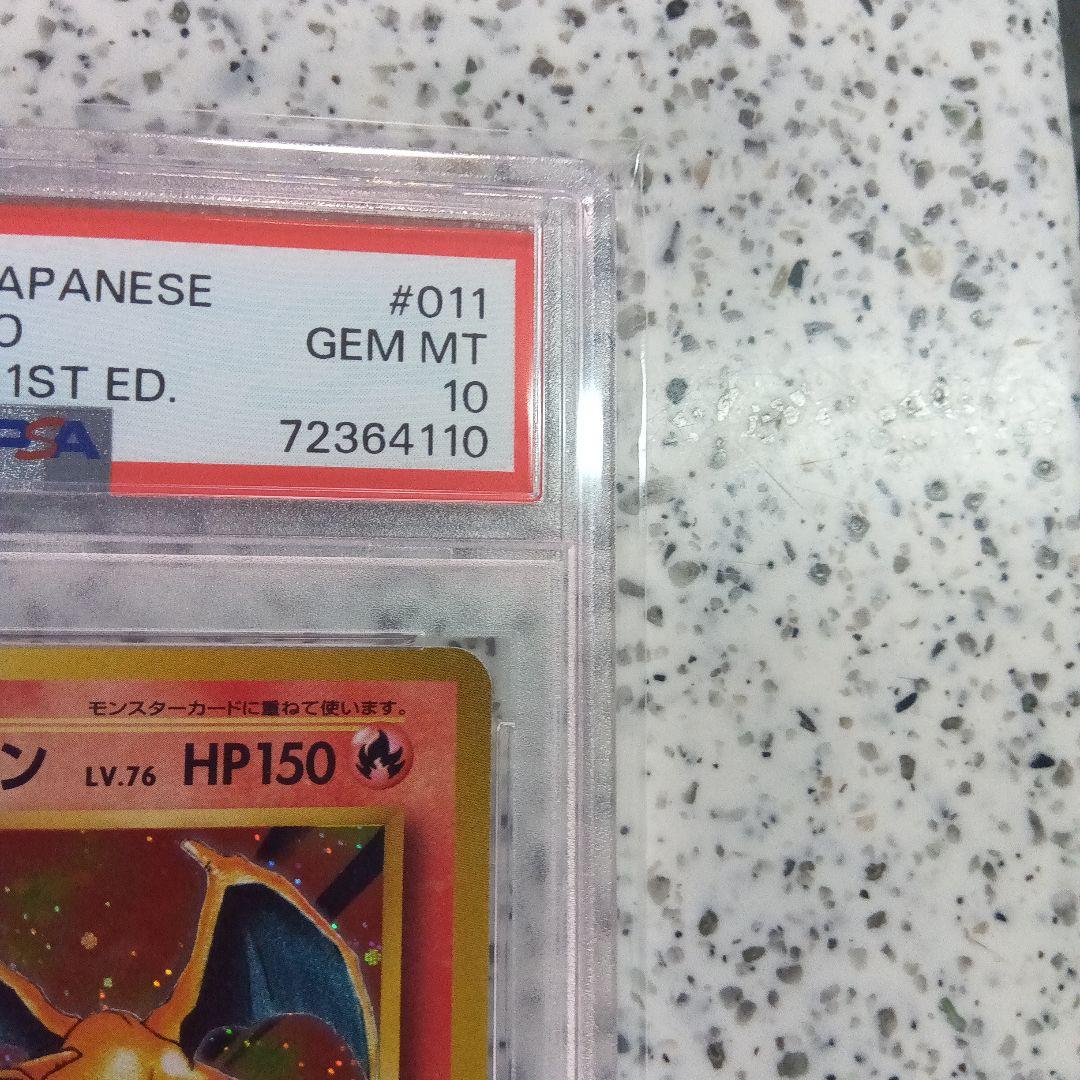 APANESE #011
O GEM MT
1ST ED. 10
PSA 72364110
モンスターカードに重ねて使います。
ン LV.76 HP150